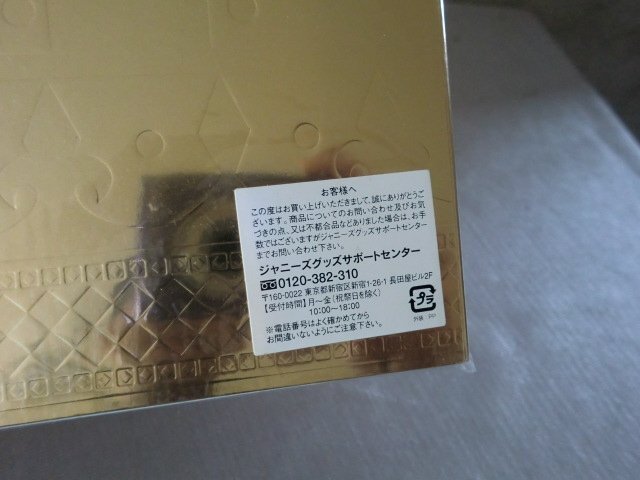 お客様へ
この度はお買い上げいただきまして、誠にありがとうご
ざいます。商品についてのお問い合わせ及びお気
づきの点、又は不都合品などありました場合は、お手
数ではございますがジャニーズグッズサポートセンター
までお問い合わせ下さい。
ジャニーズグッズサポートセンター
0120-382-310
〒160-0022 東京都新宿区新宿1-26-1 長田屋ビル2F
【受付時間】月〜金(祝祭日を除く)
10:00〜18:00
※電話番号はよく確かめてから
お間違いないようにご注意下さい。
プラ
外装:PP